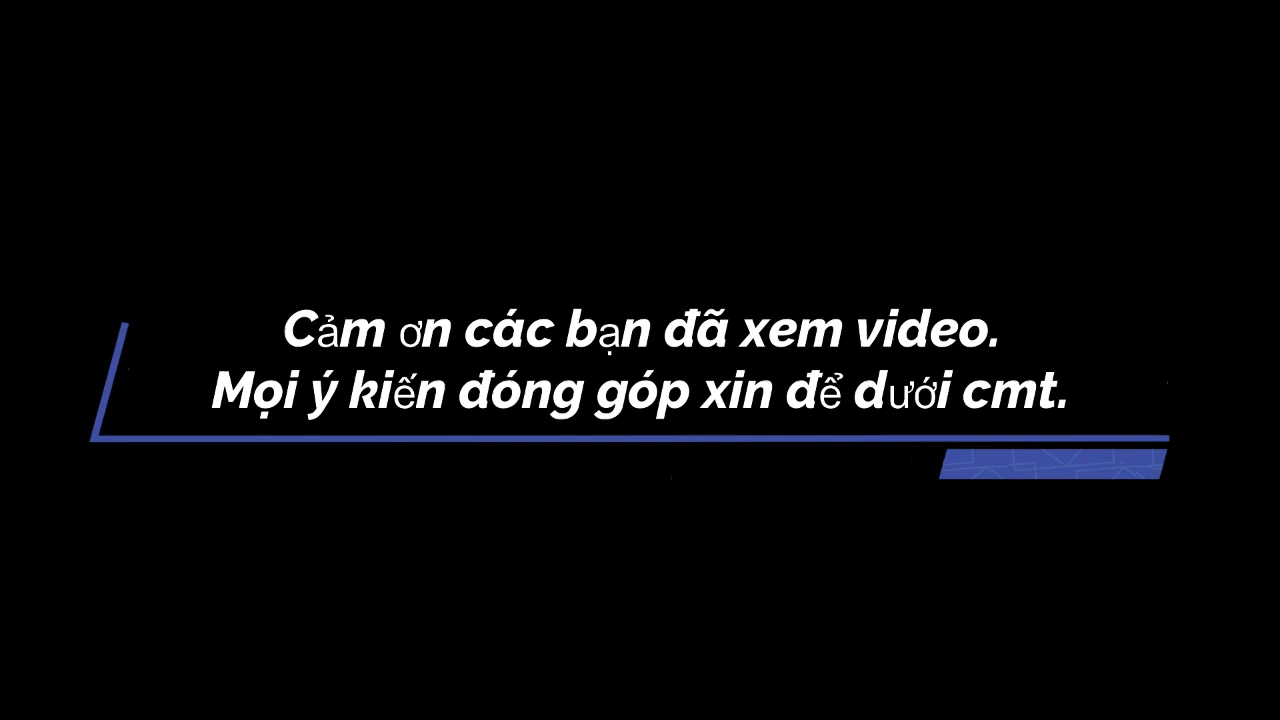 Cảm ơn các bạn đã xem video.
Mọi ý kiến đóng góp xin để dưới cmt.